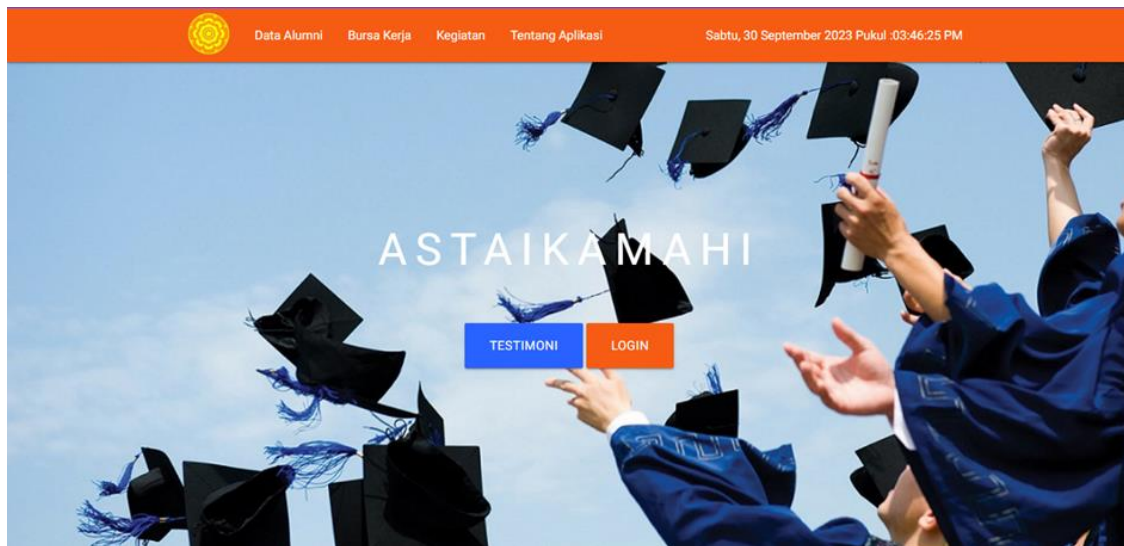 Data Alumni Bursa Kerja Kegiatan Tentang Aplikasi Sabtu, 30 September 2023 Pukul :03:46:25 PM
ASTAIKAMAHI
TESTIMONI LOGIN